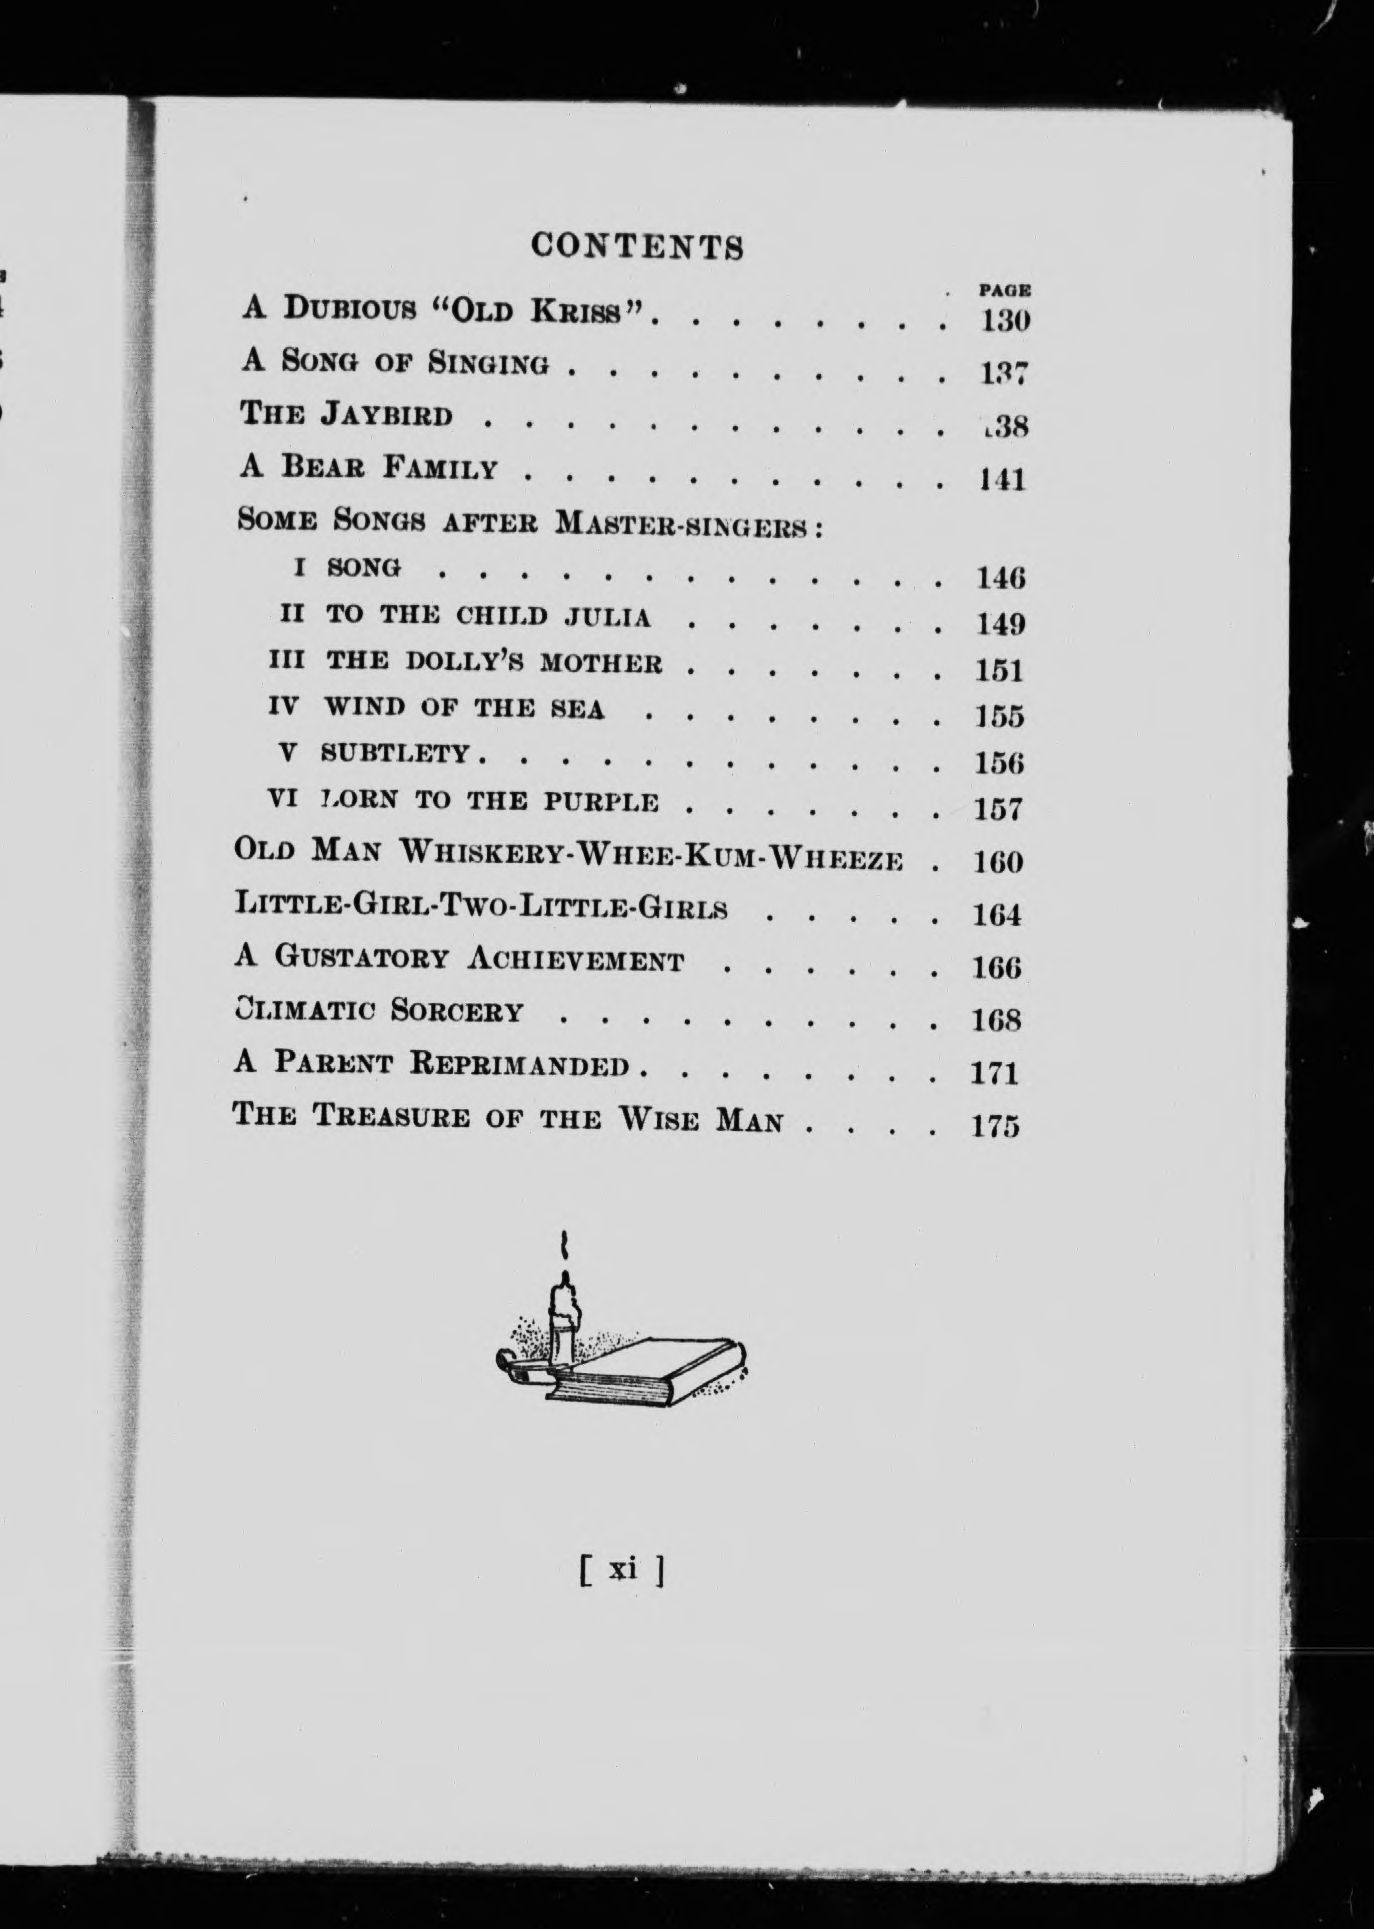 CONTENTS
PAGE
A Dubious “Old Kriss” . . . . . . . . 130
A Song of Singing . . . . . . . . . . 137
The Jaybird . . . . . . . . . . . . 138
A Bear Family . . . . . . . . . . . 141
Some Songs after Master-singers:
I SONG . . . . . . . . . . . . . 146
II TO THE CHILD JULIA . . . . . . . 149
III THE DOLLY’S MOTHER . . . . . . . 151
IV WIND OF THE SEA . . . . . . . . 155
V SUBTLETY . . . . . . . . . . . . 156
VI BORN TO THE PURPLE . . . . . . . 157
Old Man Whiskery-Whee-Kum-Wheeze . 160
Little-Girl-Two-Little-Girls . . . . . 164
A Gustatory Achievement . . . . . . 166
Climatic Sorcery . . . . . . . . . . 168
A Parent Reprimanded . . . . . . . . 171
The Treasure of the Wise Man . . . . 175
[ xi ]